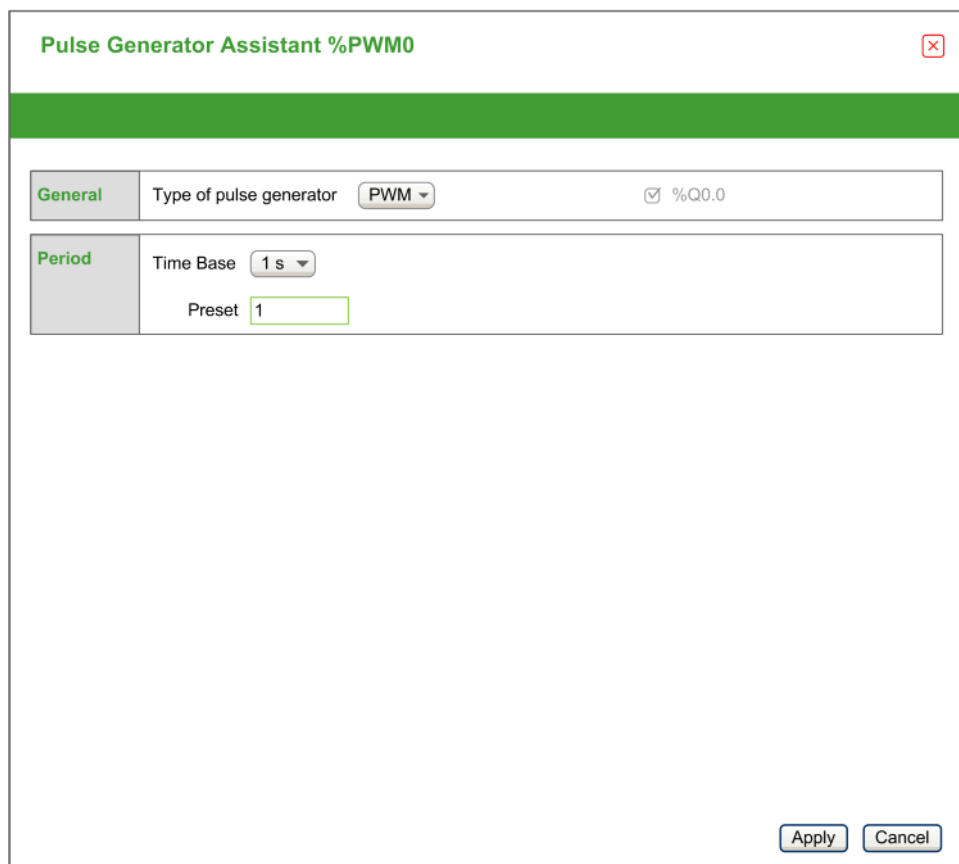 Pulse Generator Assistant %PWM0
General Type of pulse generator PWM %Q0.0
Period Time Base 1 s
Preset 1
Apply Cancel